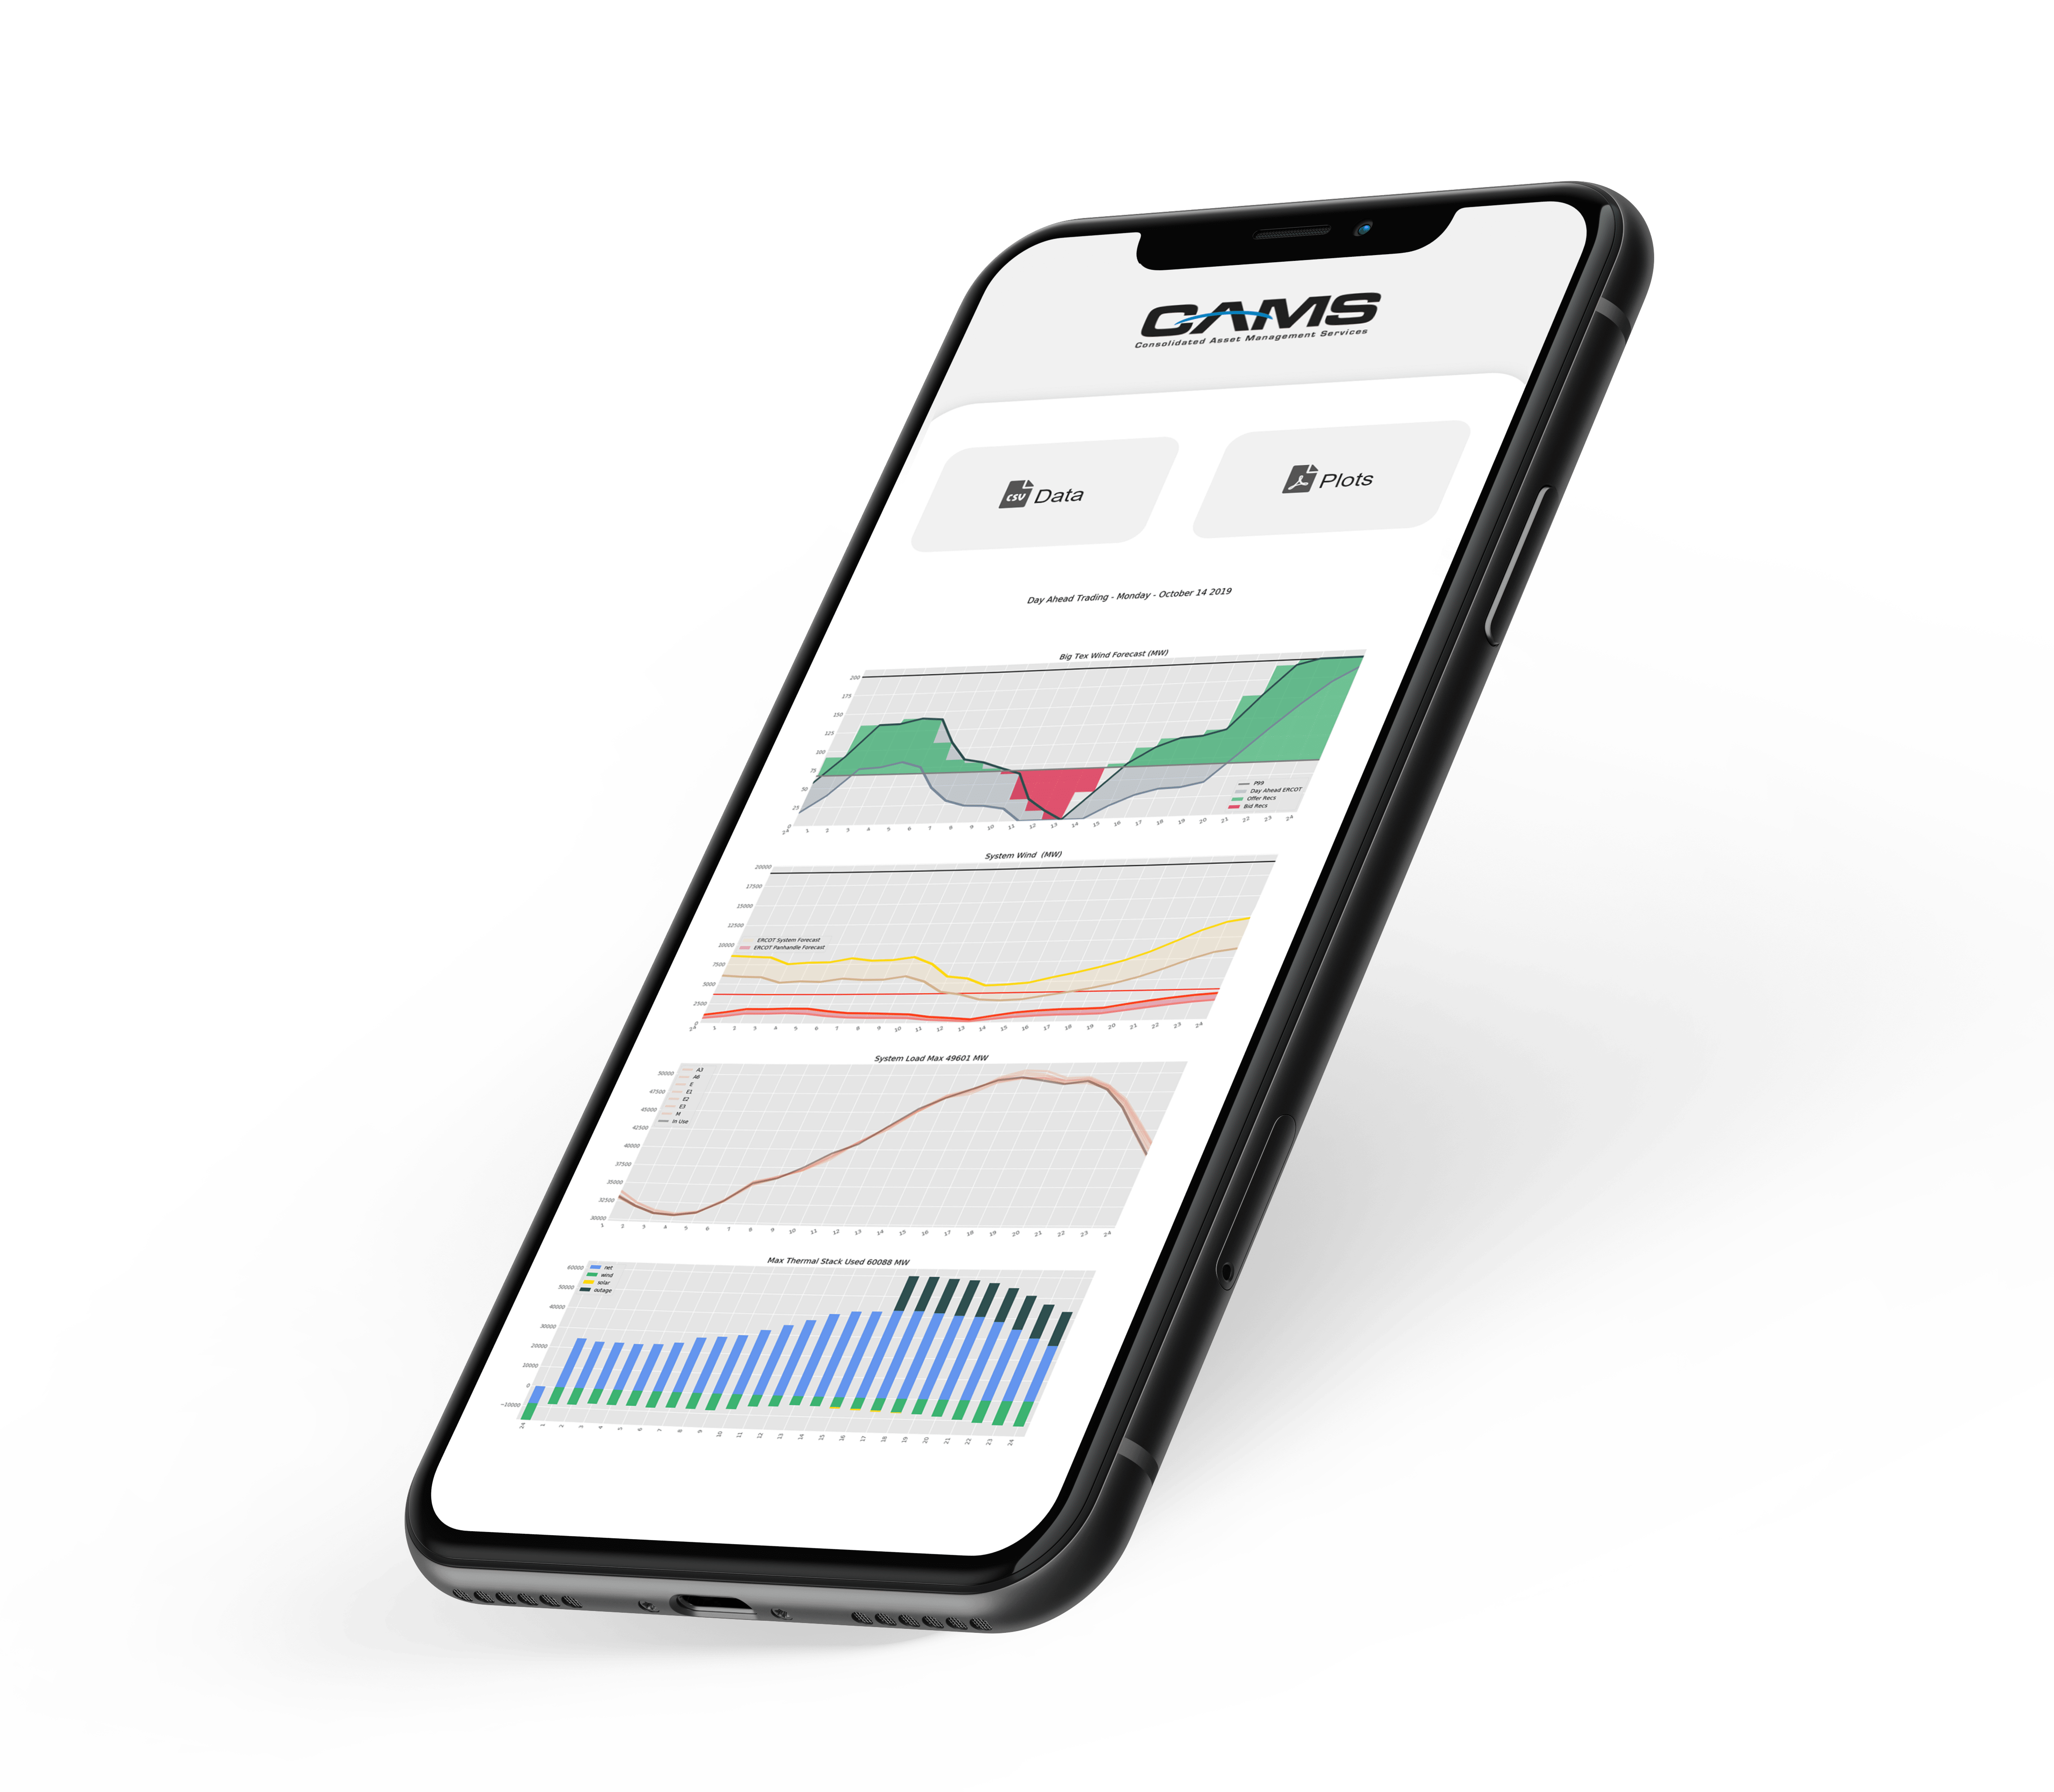 CAMS
Consolidated Asset Management Services
CSV Data
Plots
Day Ahead Trading - Monday - October 14 2019
Big Tex Wind Forecast (MW)
200
175
150
125
100
75
50
25
0
P99
Day Ahead ERCOT
Offer Recs
Bid Recs
24 1 2 3 4 5 6 7 8 9 10 11 12 13 14 15 16 17 18 19 20 21 22 23 24
System Wind (MW)
20000
17500
15000
12500
10000
7500
5000
2500
0
ERCOT System Forecast
ERCOT Panhandle Forecast
24 1 2 3 4 5 6 7 8 9 10 11 12 13 14 15 16 17 18 19 20 21 22 23 24
System Load Max 49601 MW
50000
47500
45000
42500
40000
37500
35000
32500
30000
A3
A6
E
E1
E2
E3
M
In Use
1 2 3 4 5 6 7 8 9 10 11 12 13 14 15 16 17 18 19 20 21 22 23 24
Max Thermal Stack Used 60088 MW
60000
50000
40000
30000
20000
10000
0
−10000
net
wind
solar
outage
24 1 2 3 4 5 6 7 8 9 10 11 12 13 14 15 16 17 18 19 20 21 22 23 24